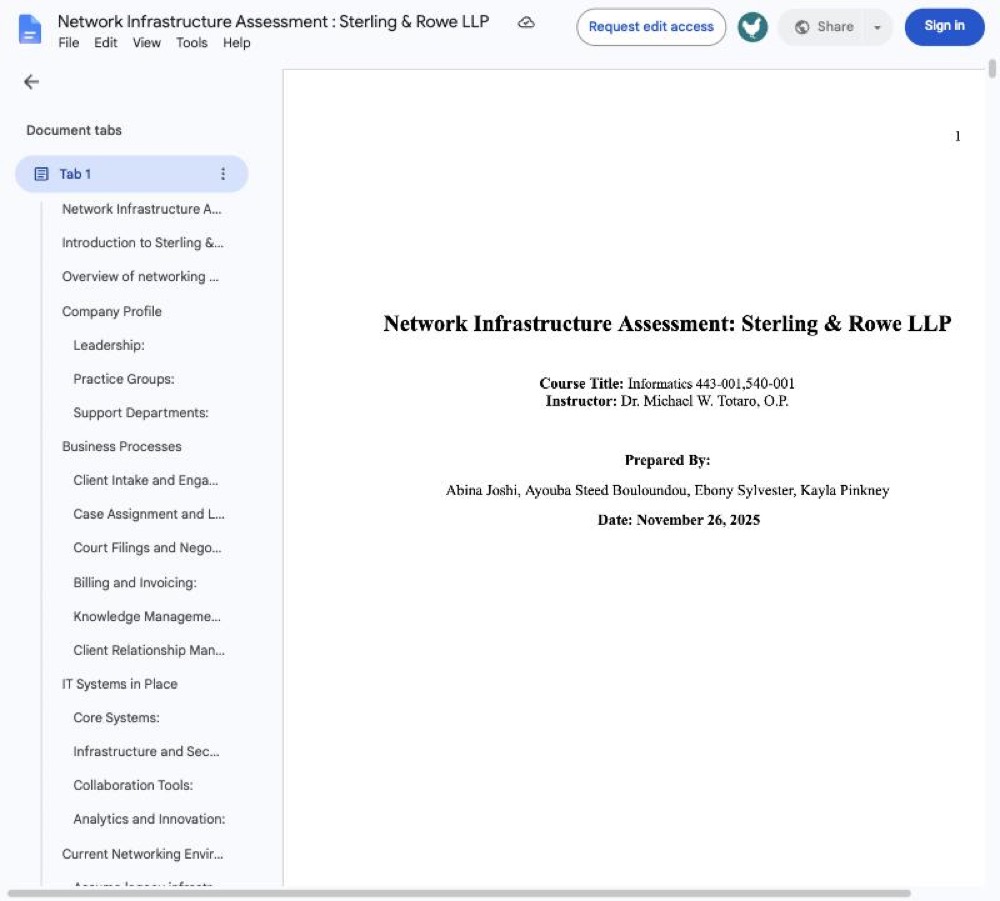 Network Infrastructure Assessment : Sterling & Rowe LLP
File Edit View Tools Help
Request edit access
Share
Sign in
Document tabs
Tab 1
Network Infrastructure A...
Introduction to Sterling &...
Overview of networking ...
Company Profile
Leadership:
Practice Groups:
Support Departments:
Business Processes
Client Intake and Enga...
Case Assignment and L...
Court Filings and Nego...
Billing and Invoicing:
Knowledge Manageme...
Client Relationship Man...
IT Systems in Place
Core Systems:
Infrastructure and Sec...
Collaboration Tools:
Analytics and Innovation:
Current Networking Envir...
1
Network Infrastructure Assessment: Sterling & Rowe LLP
Course Title: Informatics 443-001,540-001
Instructor: Dr. Michael W. Totaro, O.P.
Prepared By:
Abina Joshi, Ayouba Steed Bouloundou, Ebony Sylvester, Kayla Pinkney
Date: November 26, 2025